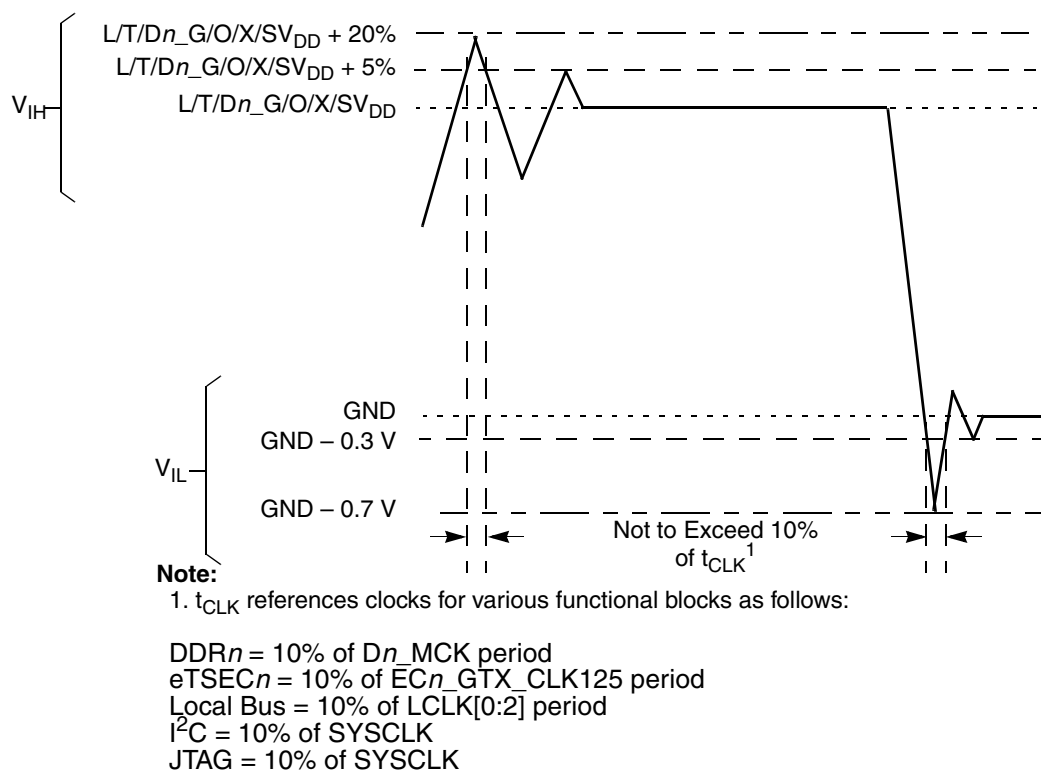 L/T/Dn_G/O/X/SVDD + 20%
L/T/Dn_G/O/X/SVDD + 5%
L/T/Dn_G/O/X/SVDD
VIH
GND
GND – 0.3 V
VIL
GND – 0.7 V
Not to Exceed 10%
of tCLK1
Note:
1. tCLK references clocks for various functional blocks as follows:
DDRn = 10% of Dn_MCK period
eTSECn = 10% of ECn_GTX_CLK125 period
Local Bus = 10% of LCLK[0:2] period
I2C = 10% of SYSCLK
JTAG = 10% of SYSCLK